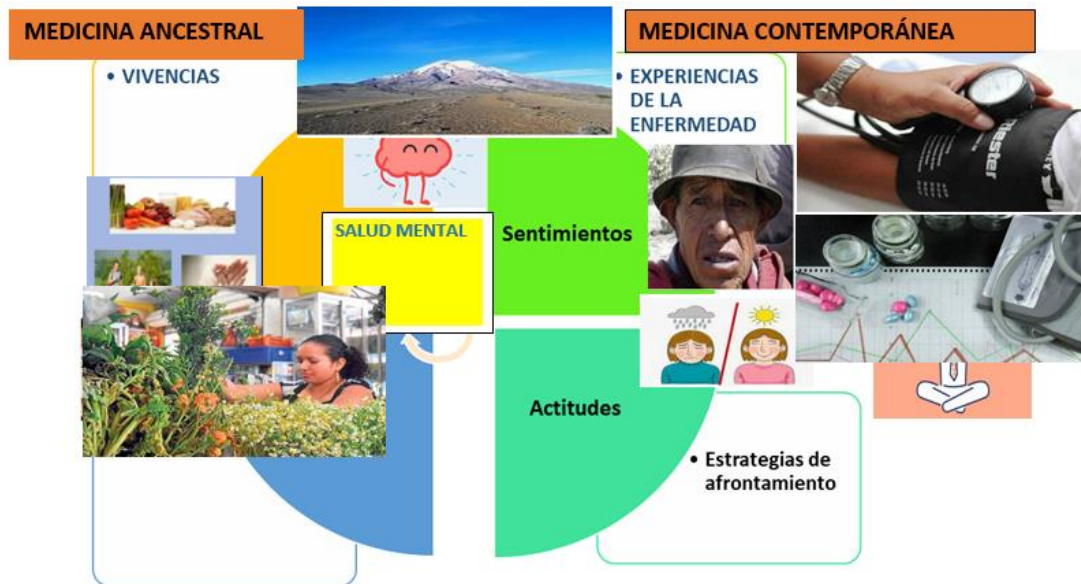 MEDICINA ANCESTRAL
MEDICINA CONTEMPORÁNEA
• VIVENCIAS
• EXPERIENCIAS
DE LA
ENFERMEDAD
SALUD MENTAL
Sentimientos
Actitudes
• Estrategias de
afrontamiento